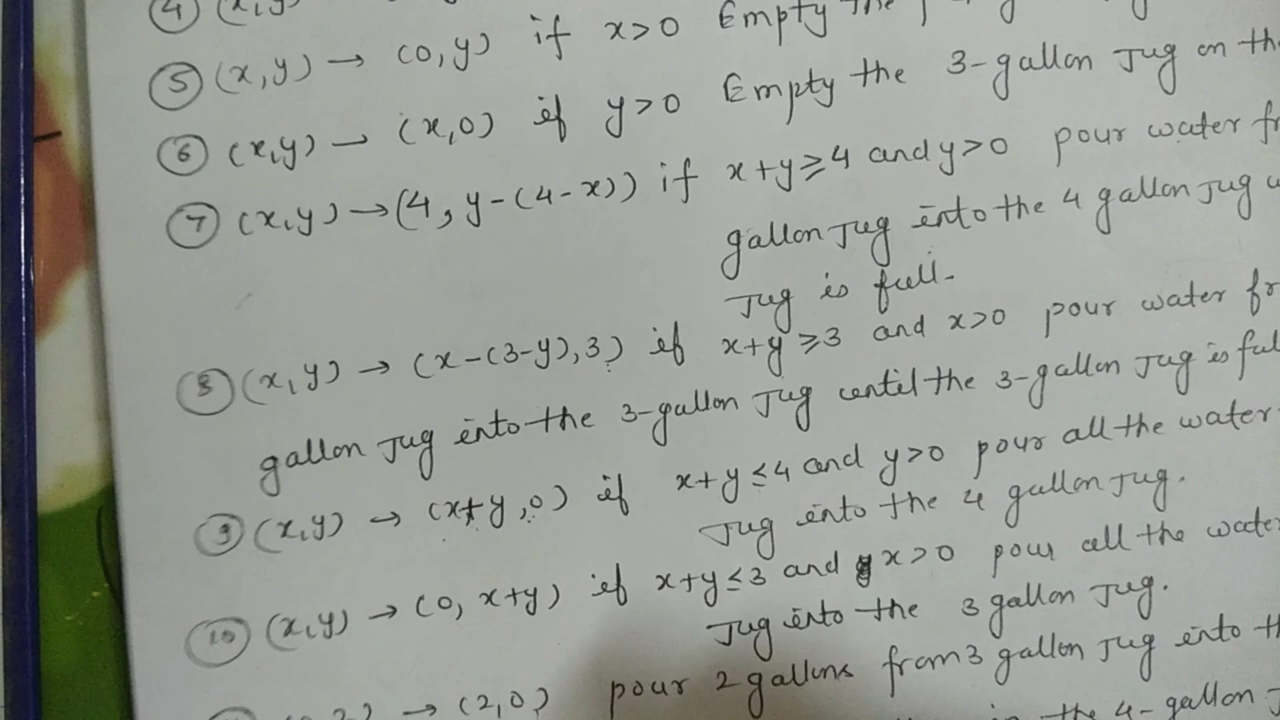 ④ (x,y)
⑤ (x,y) → (0,y) if x>0 Empty the
⑥ (x,y) → (x,0) if y>0 Empty the 3-gallon Jug on the
⑦ (x,y) → (4, y-(4-x)) if x+y≥4 and y>0 pour water
gallon Jug into the 4 gallon Jug
Jug is full.
⑧ (x,y) → (x-(3-y),3) if x+y≥3 and x>0 pour water
gallon Jug into the 3-gallon Jug until the 3-gallon Jug is
⑨ (x,y) → (x+y,0) if x+y≤4 and y>0 pour all the water
Jug into the 4 gallon Jug.
⑩ (x,y) → (0, x+y) if x+y≤3 and x>0 pour all the water
Jug into the 3 gallon Jug.
→ (2,0) pour 2 gallons from 3 gallon Jug into
the 4-gallon